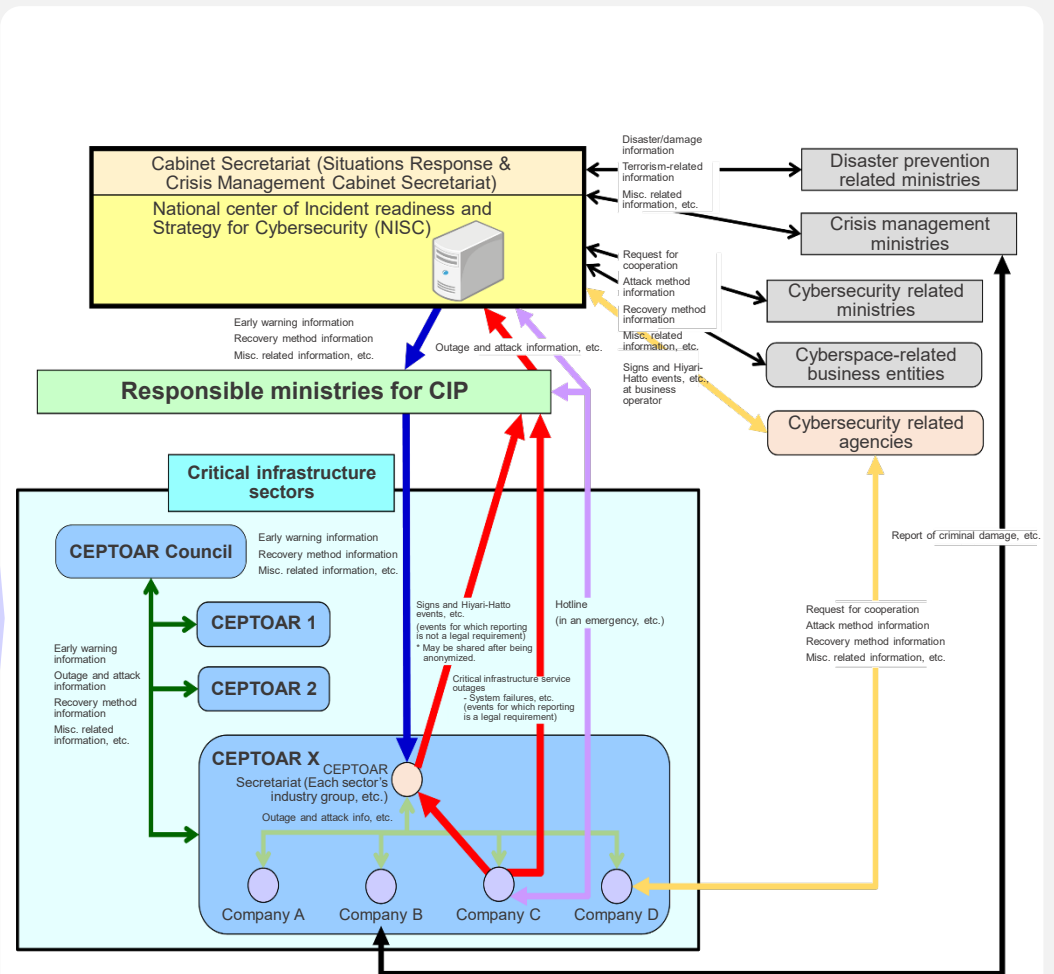 Cabinet Secretariat (Situations Response &
Crisis Management Cabinet Secretariat)
National center of Incident readiness and
Strategy for Cybersecurity (NISC)
Disaster/damage
information
Terrorism-related
information
Misc. related
information, etc.
Disaster prevention
related ministries
Crisis management
ministries
Request for
cooperation
Attack method
information
Recovery method
information
Misc. related
information, etc.
Cybersecurity related
ministries
Cyberspace-related
business entities
Signs and Hiyari-
Hatto events, etc.,
at business
operator
Cybersecurity related
agencies
Early warning information
Recovery method information
Misc. related information, etc.
Outage and attack information, etc.
Responsible ministries for CIP
Critical infrastructure
sectors
CEPTOAR Council
Early warning information
Recovery method information
Misc. related information, etc.
CEPTOAR 1
CEPTOAR 2
Early warning
information
Outage and attack
information
Recovery method
information
Misc. related
information, etc.
Signs and Hiyari-Hatto
events, etc.
(events for which reporting
is not a legal requirement)
* May be shared after being
anonymized.
Hotline
(in an emergency, etc.)
Critical infrastructure service
outages
- System failures, etc.
(events for which reporting
is a legal requirement)
Report of criminal damage, etc.
Request for cooperation
Attack method information
Recovery method information
Misc. related information, etc.
CEPTOAR X
CEPTOAR
Secretariat (Each sector's
industry group, etc.)
Outage and attack info, etc.
Company A
Company B
Company C
Company D